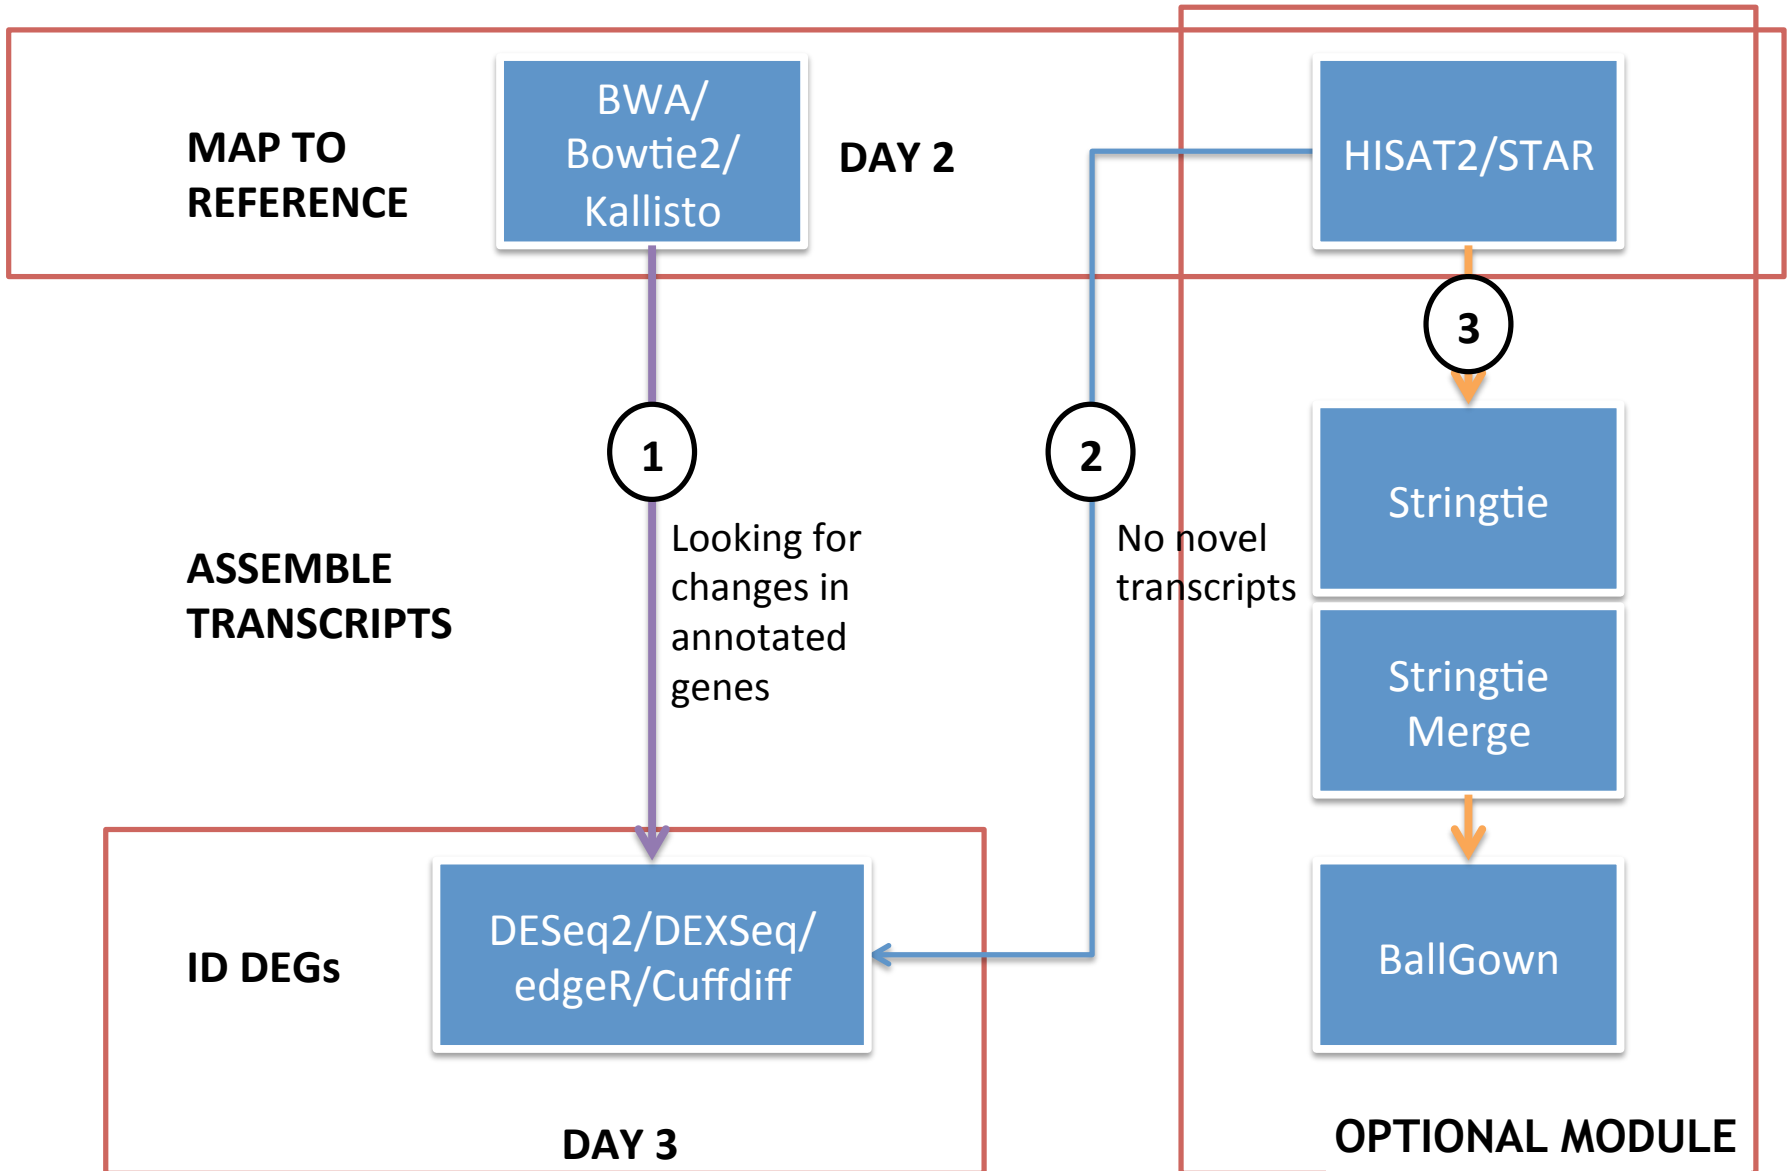 MAP TO
REFERENCE
BWA/
Bowtie2/
Kallisto
DAY 2
HISAT2/STAR
3
1
2
Looking for
changes in
annotated
genes
No novel
transcripts
ASSEMBLE
TRANSCRIPTS
Stringtie
Stringtie
Merge
ID DEGs
DESeq2/DEXSeq/
edgeR/Cuffdiff
BallGown
DAY 3
OPTIONAL MODULE